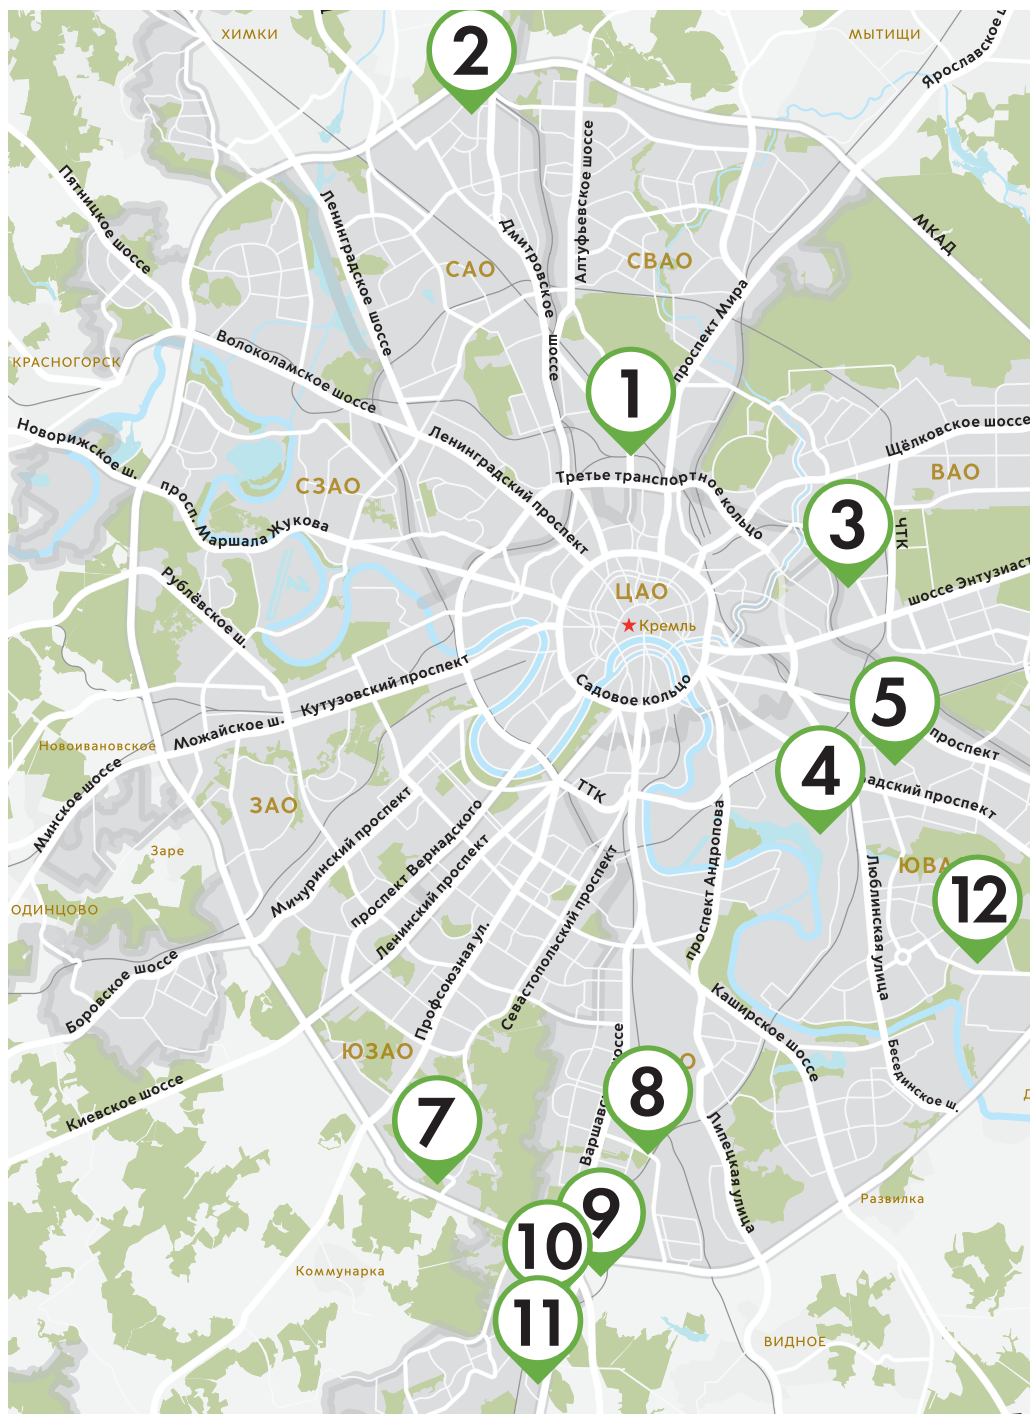 ХИМКИ
2
МЫТИЩИ
Ярославское
Пятницкое шоссе
Ленинградское шоссе
Дмитровское шоссе
Алтуфьевское шоссе
МКАД
САО
СВАО
проспект Мира
КРАСНОГОРСК
Волоколамское шоссе
1
Новорижское ш.
просп. Маршала Жукова
Ленинградский проспект
Третье транспортное кольцо
Щёлковское шоссе
ВАО
СЗАО
3
ЧТК
Рублёвское ш.
ЦАО
Кремль
шоссе Энтузиаст
Садовое кольцо
Кутузовский проспект
Можайское ш.
Новоивановское
Минское шоссе
5
проспект
4
адский проспект
ТТК
ЗАО
Мичуринский проспект
проспект Вернадского
Ленинский проспект
Заре
ОДИНЦОВО
Севастопольский проспект
проспект Андропова
Люблинская улица
ЮВА
12
Боровское шоссе
Профсоюзная ул.
Каширское шоссе
ЮЗАО
О
Бесединское ш.
Киевское шоссе
7
8
Варшавс
оссе
Липецкая улица
Развилка
9
10
Коммунарка
11
ВИДНОЕ